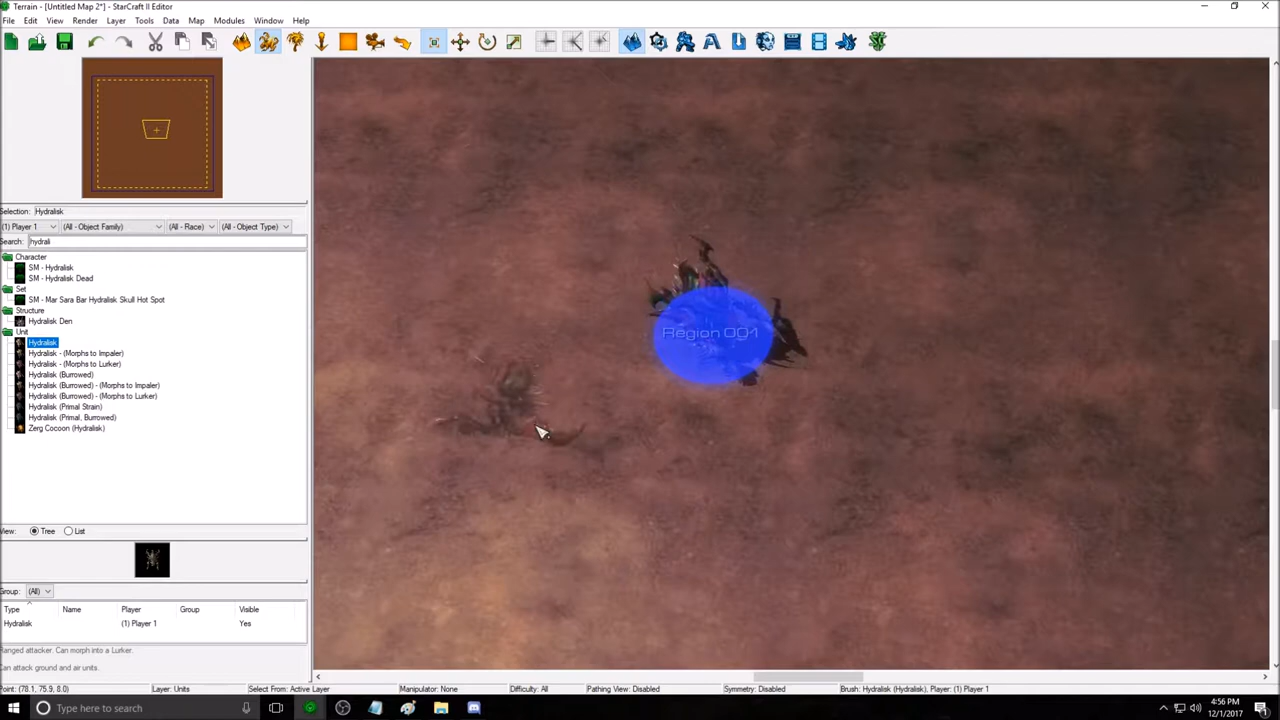 Terrain - [Untitled Map 2*] - StarCraft II Editor
File Edit View Render Layer Tools Data Map Modules Window Help
Selection: Hydralisk
(1) Player 1 (All - Object Family) (All - Race) (All - Object Type)
Search: hydrali
Character
SM - Hydralisk
SM - Hydralisk Dead
Set
SM - Mar Sara Bar Hydralisk Skull Hot Spot
Structure
Hydralisk Den
Unit
Hydralisk
Hydralisk - (Morphs to Impaler)
Hydralisk - (Morphs to Lurker)
Hydralisk (Burrowed)
Hydralisk (Burrowed) - (Morphs to Impaler)
Hydralisk (Burrowed) - (Morphs to Lurker)
Hydralisk (Primal Strain)
Hydralisk (Primal, Burrowed)
Zerg Cocoon (Hydralisk)
Region 001
View: Tree List
Group: (All)
Type Name Player Group Visible
Hydralisk (1) Player 1 Yes
Ranged attacker. Can morph into a Lurker.
Can attack ground and air units.
Point: (78.1, 75.9, 8.0) Layer: Units Select From: Active Layer Manipulator: None Difficulty: All Pathing View: Disabled Symmetry: Disabled Brush: Hydralisk (Hydralisk), Player: (1) Player 1
Type here to search
4:56 PM
12/1/2017